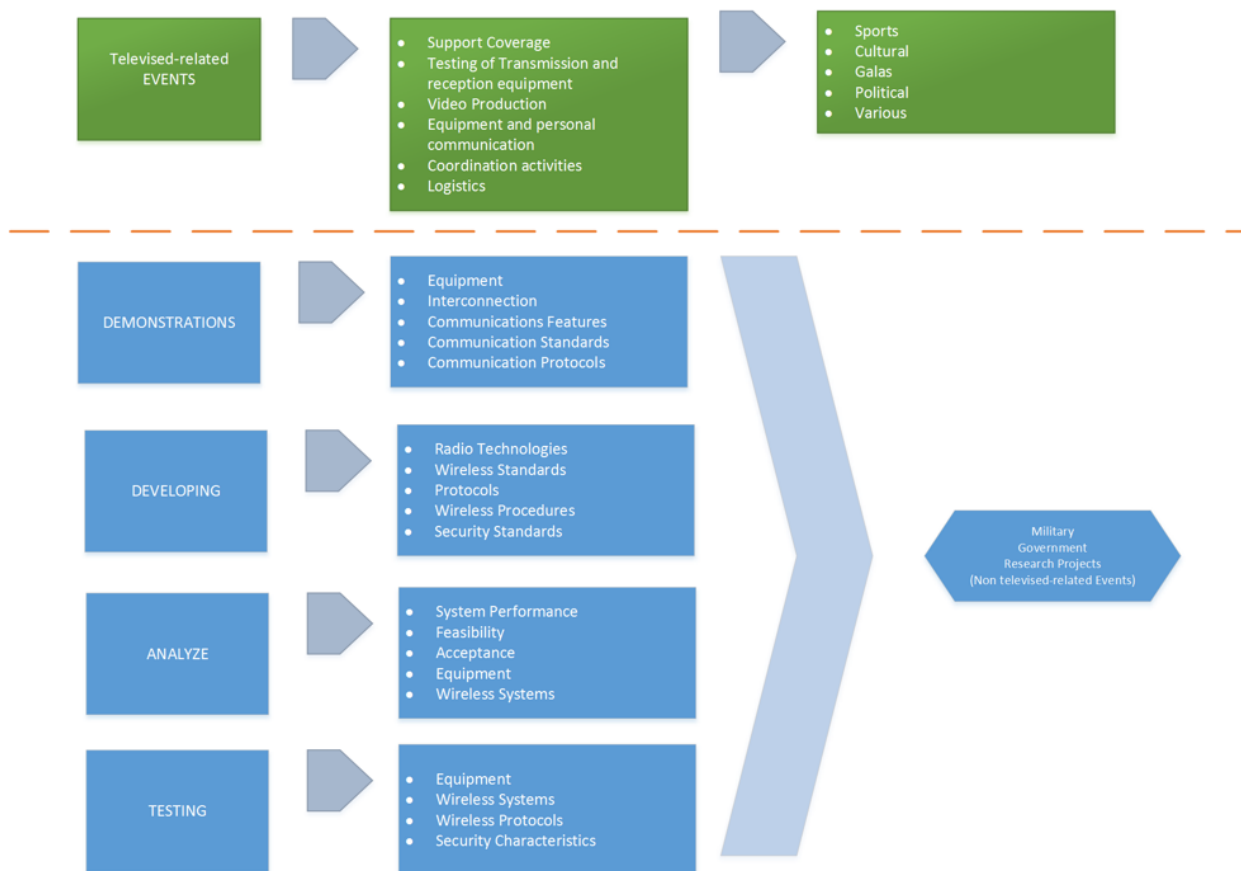 Televised-related
EVENTS
• Support Coverage
• Testing of Transmission and
reception equipment
• Video Production
• Equipment and personal
communication
• Coordination activities
• Logistics
• Sports
• Cultural
• Galas
• Political
• Various
DEMONSTRATIONS
• Equipment
• Interconnection
• Communications Features
• Communication Standards
• Communication Protocols
DEVELOPING
• Radio Technologies
• Wireless Standards
• Protocols
• Wireless Procedures
• Security Standards
ANALYZE
• System Performance
• Feasibility
• Acceptance
• Equipment
• Wireless Systems
TESTING
• Equipment
• Wireless Systems
• Wireless Protocols
• Security Characteristics
Military
Government
Research Projects
(Non televised-related Events)